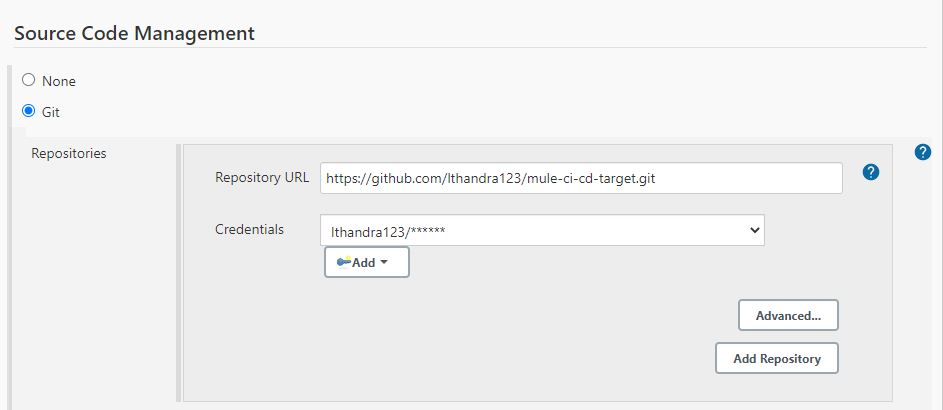 Source Code Management
None
Git
Repositories
Repository URL https://github.com/lthandra123/mule-ci-cd-target.git
Credentials lthandra123/******
Add
Advanced...
Add Repository